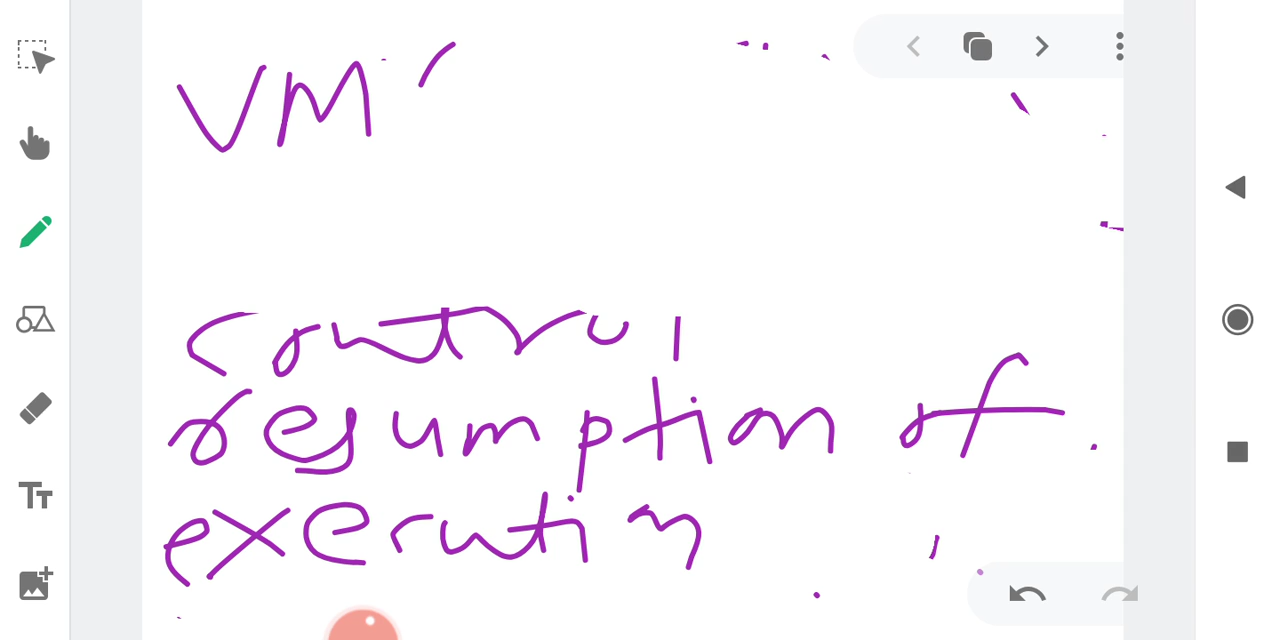 VM
control
resumption of
execution